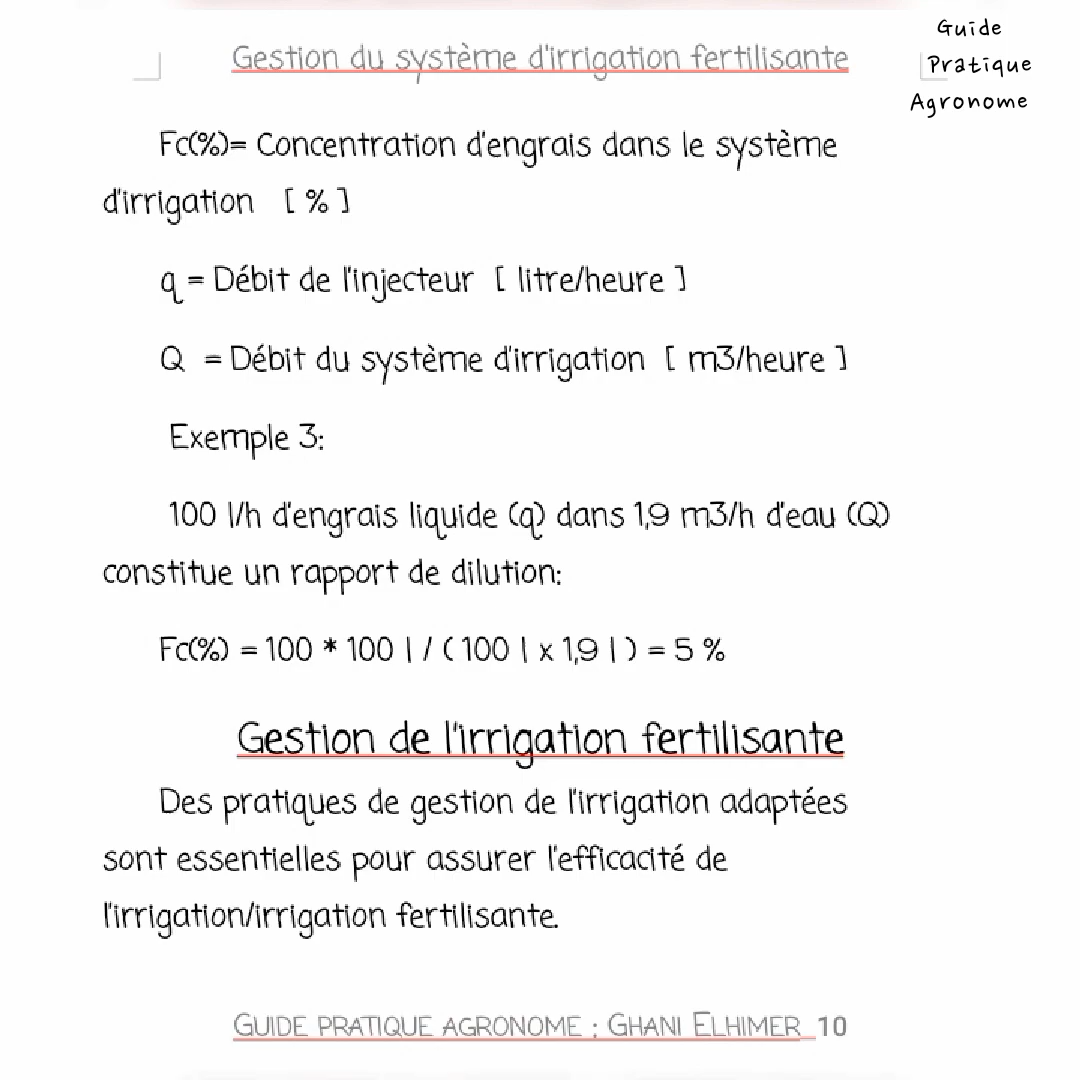 Guide
Pratique
Agronome
Gestion du système d'irrigation fertilisante
Fc(%)= Concentration d'engrais dans le système
d'irrigation [ % ]
q = Débit de l'injecteur [ litre/heure ]
Q = Débit du système d'irrigation [ m3/heure ]
Exemple 3:
100 l/h d'engrais liquide (q) dans 1,9 m3/h d'eau (Q)
constitue un rapport de dilution:
Fc(%) = 100 * 100 l / ( 100 l x 1,9 l ) = 5 %
Gestion de l'irrigation fertilisante
Des pratiques de gestion de l'irrigation adaptées
sont essentielles pour assurer l'efficacité de
l'irrigation/irrigation fertilisante.
GUIDE PRATIQUE AGRONOME ; GHANI ELHIMER 10